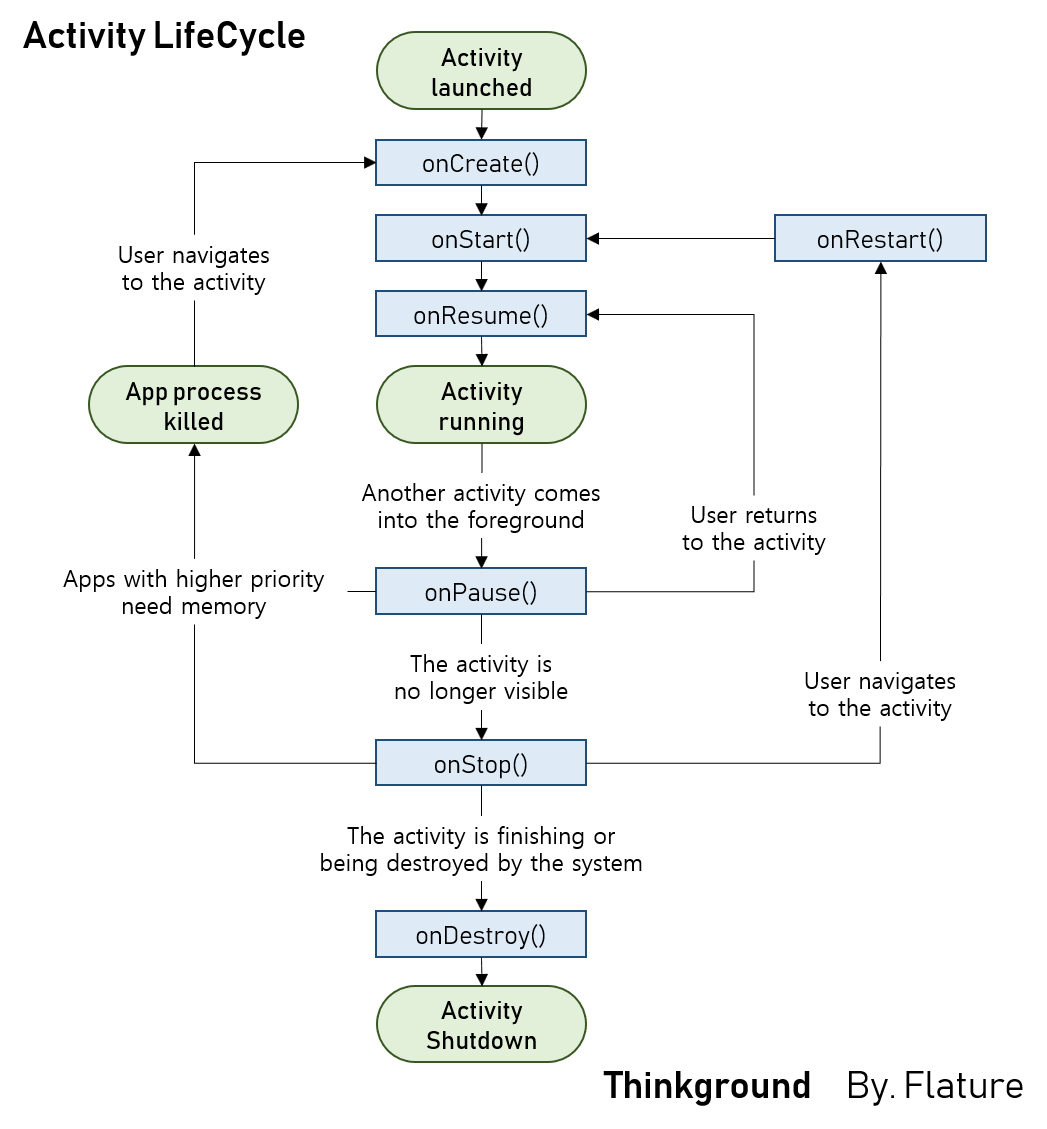 Activity LifeCycle
Activity
launched
onCreate()
onStart()
onRestart()
User navigates
to the activity
onResume()
App process
killed
Activity
running
Another activity comes
into the foreground
User returns
to the activity
Apps with higher priority
need memory
onPause()
The activity is
no longer visible
User navigates
to the activity
onStop()
The activity is finishing or
being destroyed by the system
onDestroy()
Activity
Shutdown
Thinkground By. Flature